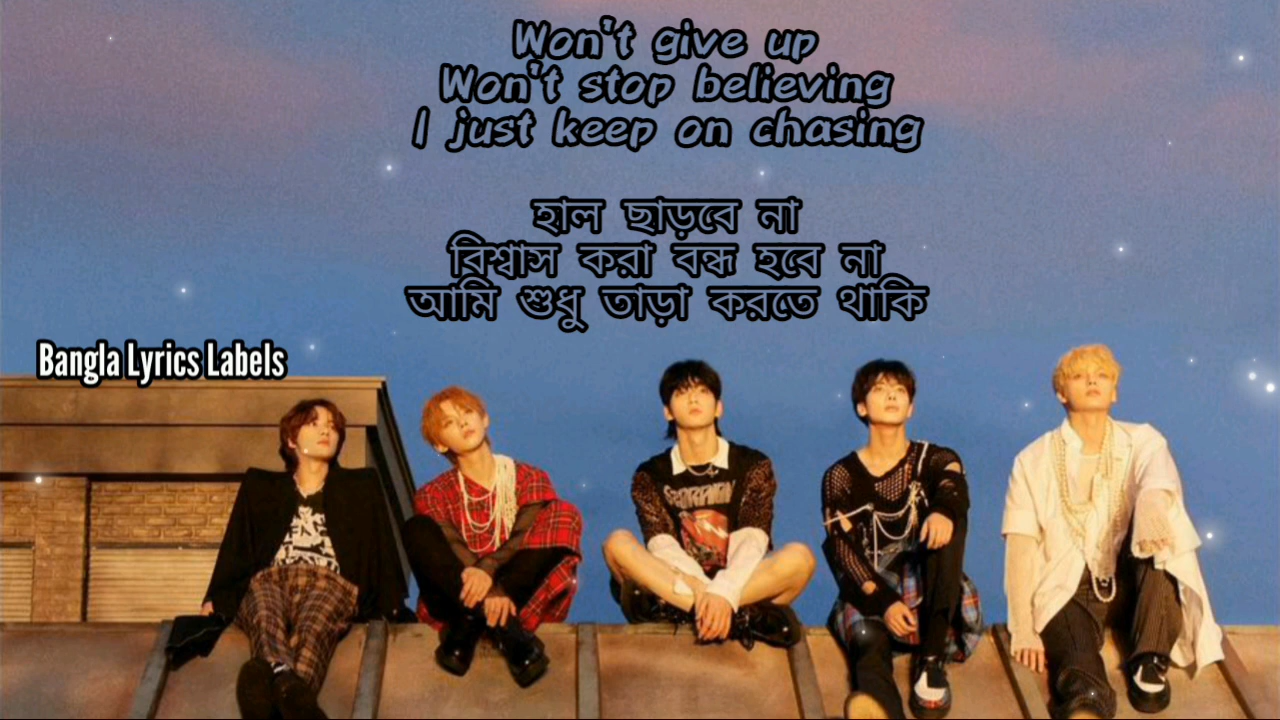 Won't give up
Won't stop believing
I just keep on chasing
হাল ছাড়বে না
বিশ্বাস করা বন্ধ হবে না
আমি শুধু তাড়া করতে থাকি
Bangla Lyrics Labels